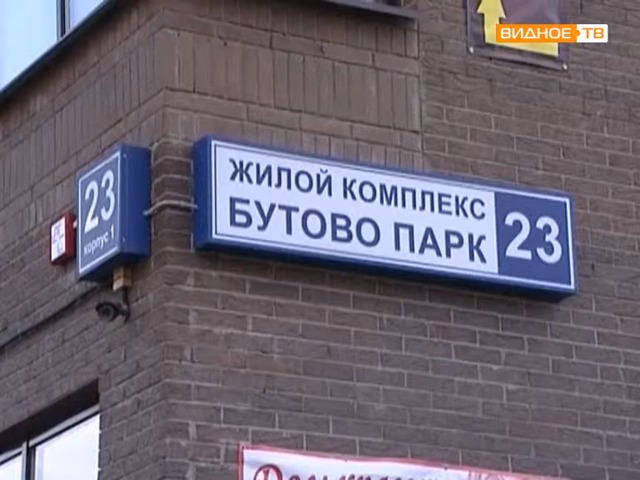 ВИДНОЕ ТВ
ЖИЛОЙ КОМПЛЕКС
БУТОВО ПАРК
23
23
корпус 1